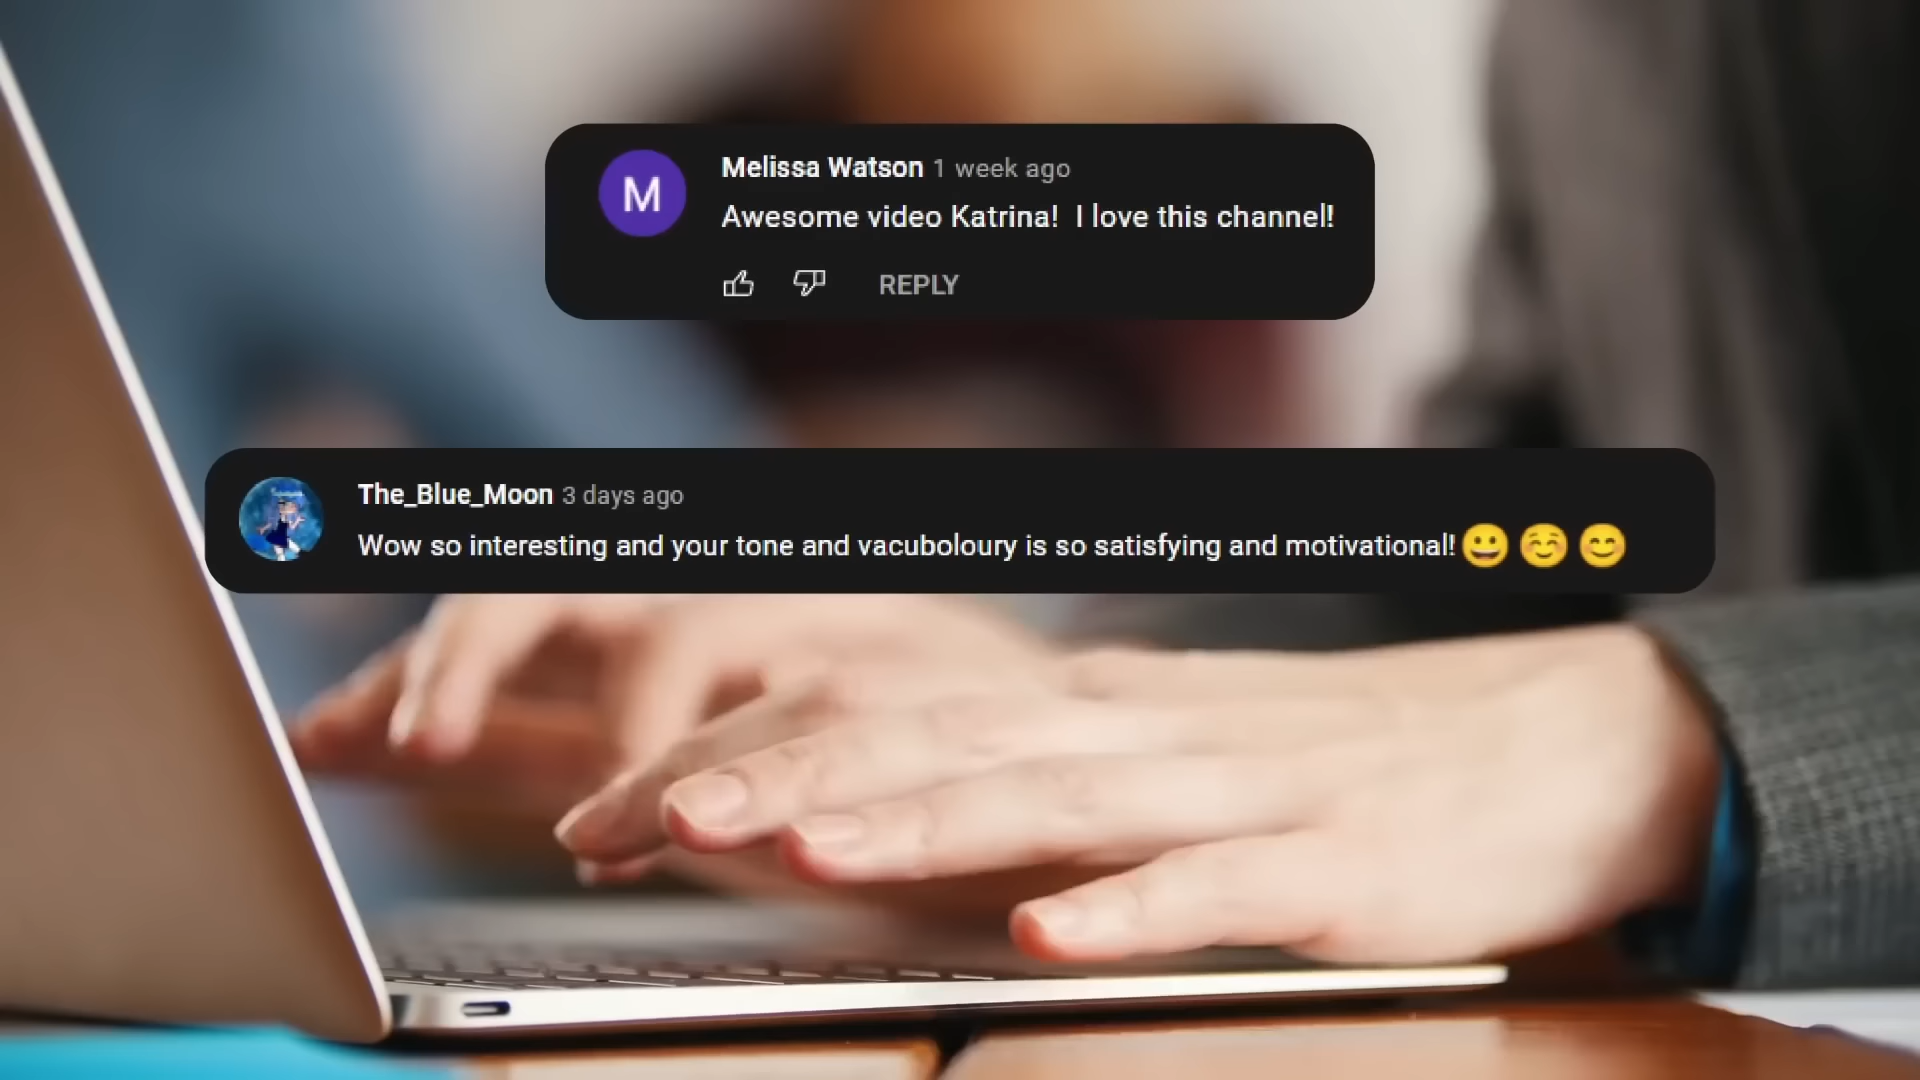 M
Melissa Watson 1 week ago
Awesome video Katrina!  I love this channel!
REPLY
The_Blue_Moon 3 days ago
Wow so interesting and your tone and vacuboloury is so satisfying and motivational!😀 ☺️ 😊